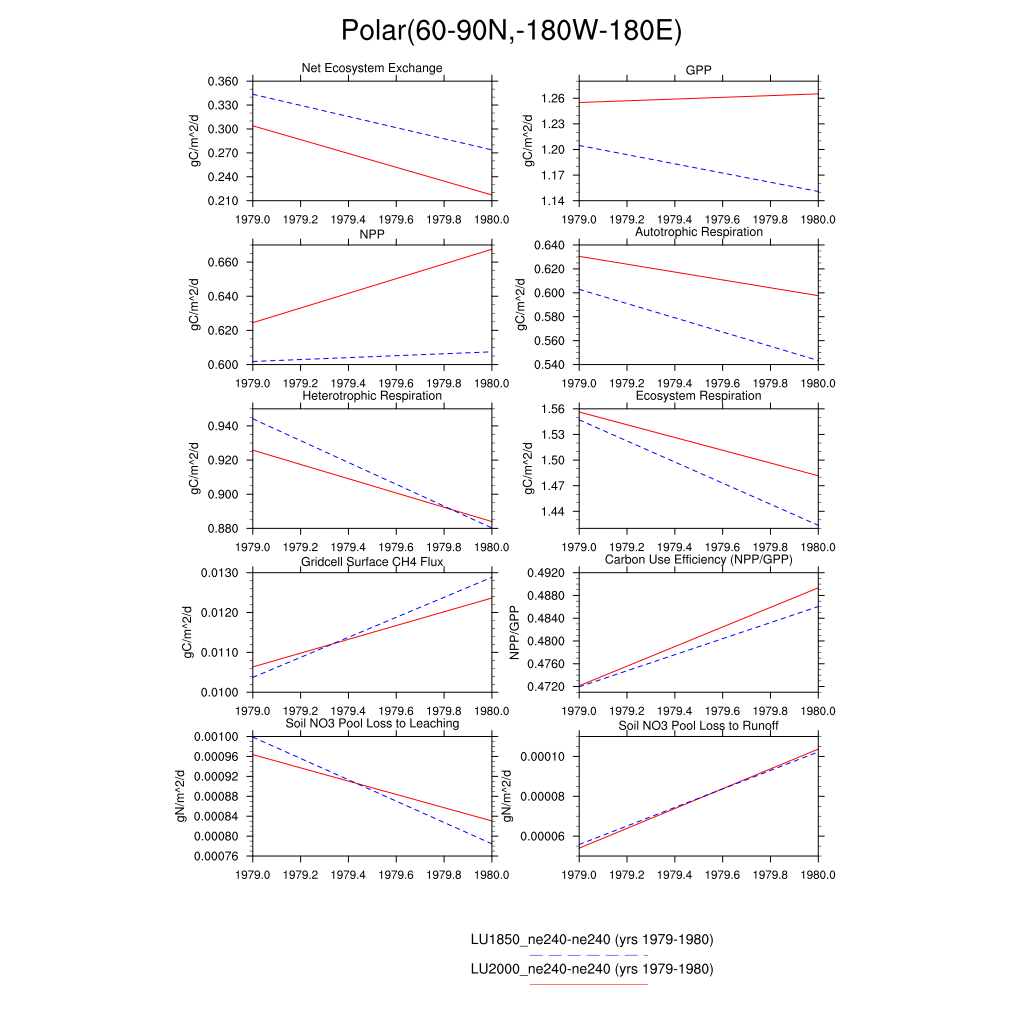 Polar(60-90N,-180W-180E)
Net Ecosystem Exchange
gC/m^2/d
0.360
0.330
0.300
0.270
0.240
0.210
1979.0 1979.2 1979.4 1979.6 1979.8 1980.0
GPP
gC/m^2/d
1.26
1.23
1.20
1.17
1.14
1979.0 1979.2 1979.4 1979.6 1979.8 1980.0
NPP
gC/m^2/d
0.660
0.640
0.620
0.600
1979.0 1979.2 1979.4 1979.6 1979.8 1980.0
Autotrophic Respiration
gC/m^2/d
0.640
0.620
0.600
0.580
0.560
0.540
1979.0 1979.2 1979.4 1979.6 1979.8 1980.0
Heterotrophic Respiration
gC/m^2/d
0.940
0.920
0.900
0.880
1979.0 1979.2 1979.4 1979.6 1979.8 1980.0
Ecosystem Respiration
gC/m^2/d
1.56
1.53
1.50
1.47
1.44
1979.0 1979.2 1979.4 1979.6 1979.8 1980.0
Gridcell Surface CH4 Flux
gC/m^2/d
0.0130
0.0120
0.0110
0.0100
1979.0 1979.2 1979.4 1979.6 1979.8 1980.0
Carbon Use Efficiency (NPP/GPP)
NPP/GPP
0.4920
0.4880
0.4840
0.4800
0.4760
0.4720
1979.0 1979.2 1979.4 1979.6 1979.8 1980.0
Soil NO3 Pool Loss to Leaching
gN/m^2/d
0.00100
0.00096
0.00092
0.00088
0.00084
0.00080
0.00076
1979.0 1979.2 1979.4 1979.6 1979.8 1980.0
Soil NO3 Pool Loss to Runoff
gN/m^2/d
0.00010
0.00008
0.00006
1979.0 1979.2 1979.4 1979.6 1979.8 1980.0
LU1850_ne240-ne240 (yrs 1979-1980)
LU2000_ne240-ne240 (yrs 1979-1980)